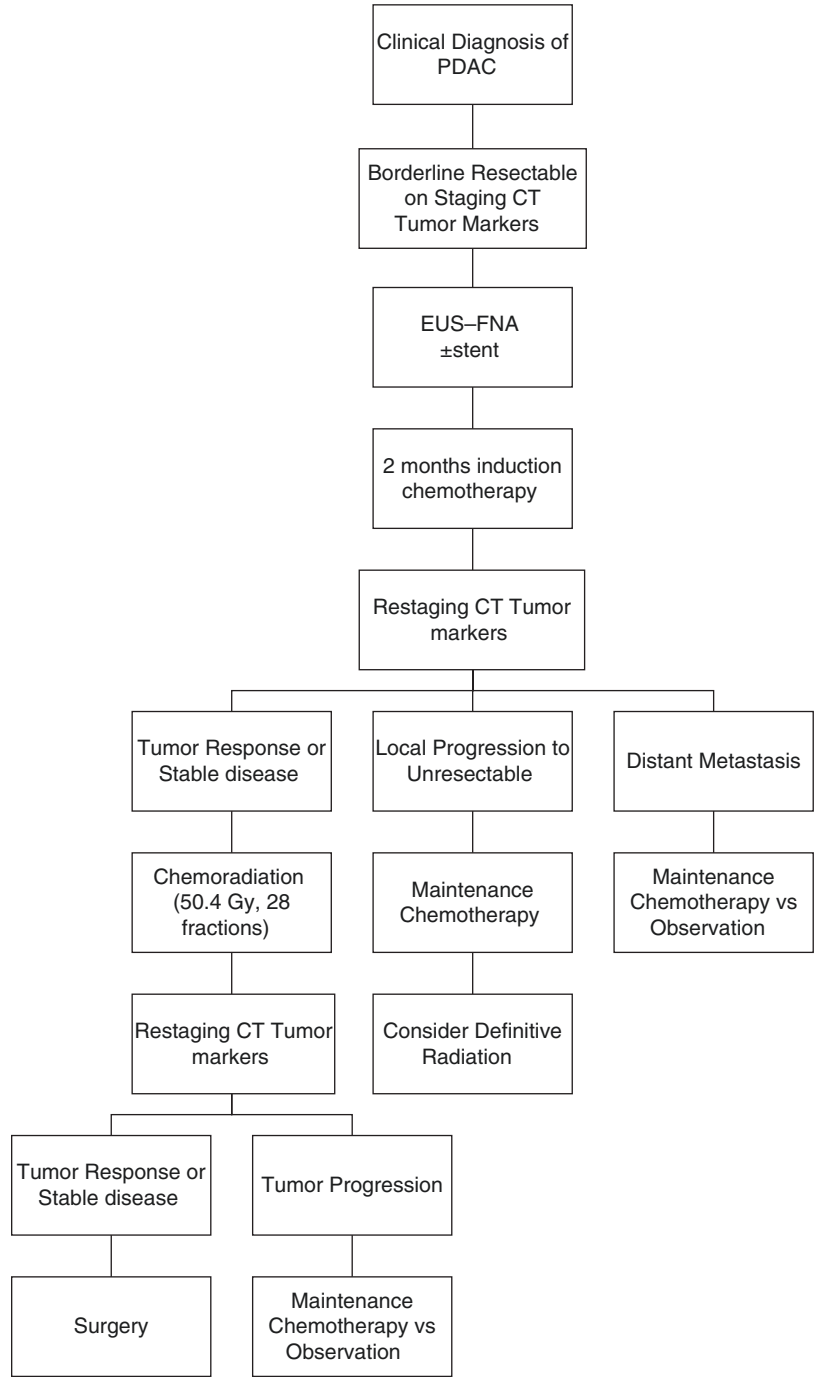 Clinical Diagnosis of
PDAC
Borderline Resectable
on Staging CT
Tumor Markers
EUS–FNA
±stent
2 months induction
chemotherapy
Restaging CT Tumor
markers
Tumor Response or
Stable disease
Local Progression to
Unresectable
Distant Metastasis
Chemoradiation
(50.4 Gy, 28
fractions)
Maintenance
Chemotherapy
Maintenance
Chemotherapy vs
Observation
Restaging CT Tumor
markers
Consider Definitive
Radiation
Tumor Response or
Stable disease
Tumor Progression
Surgery
Maintenance
Chemotherapy vs
Observation